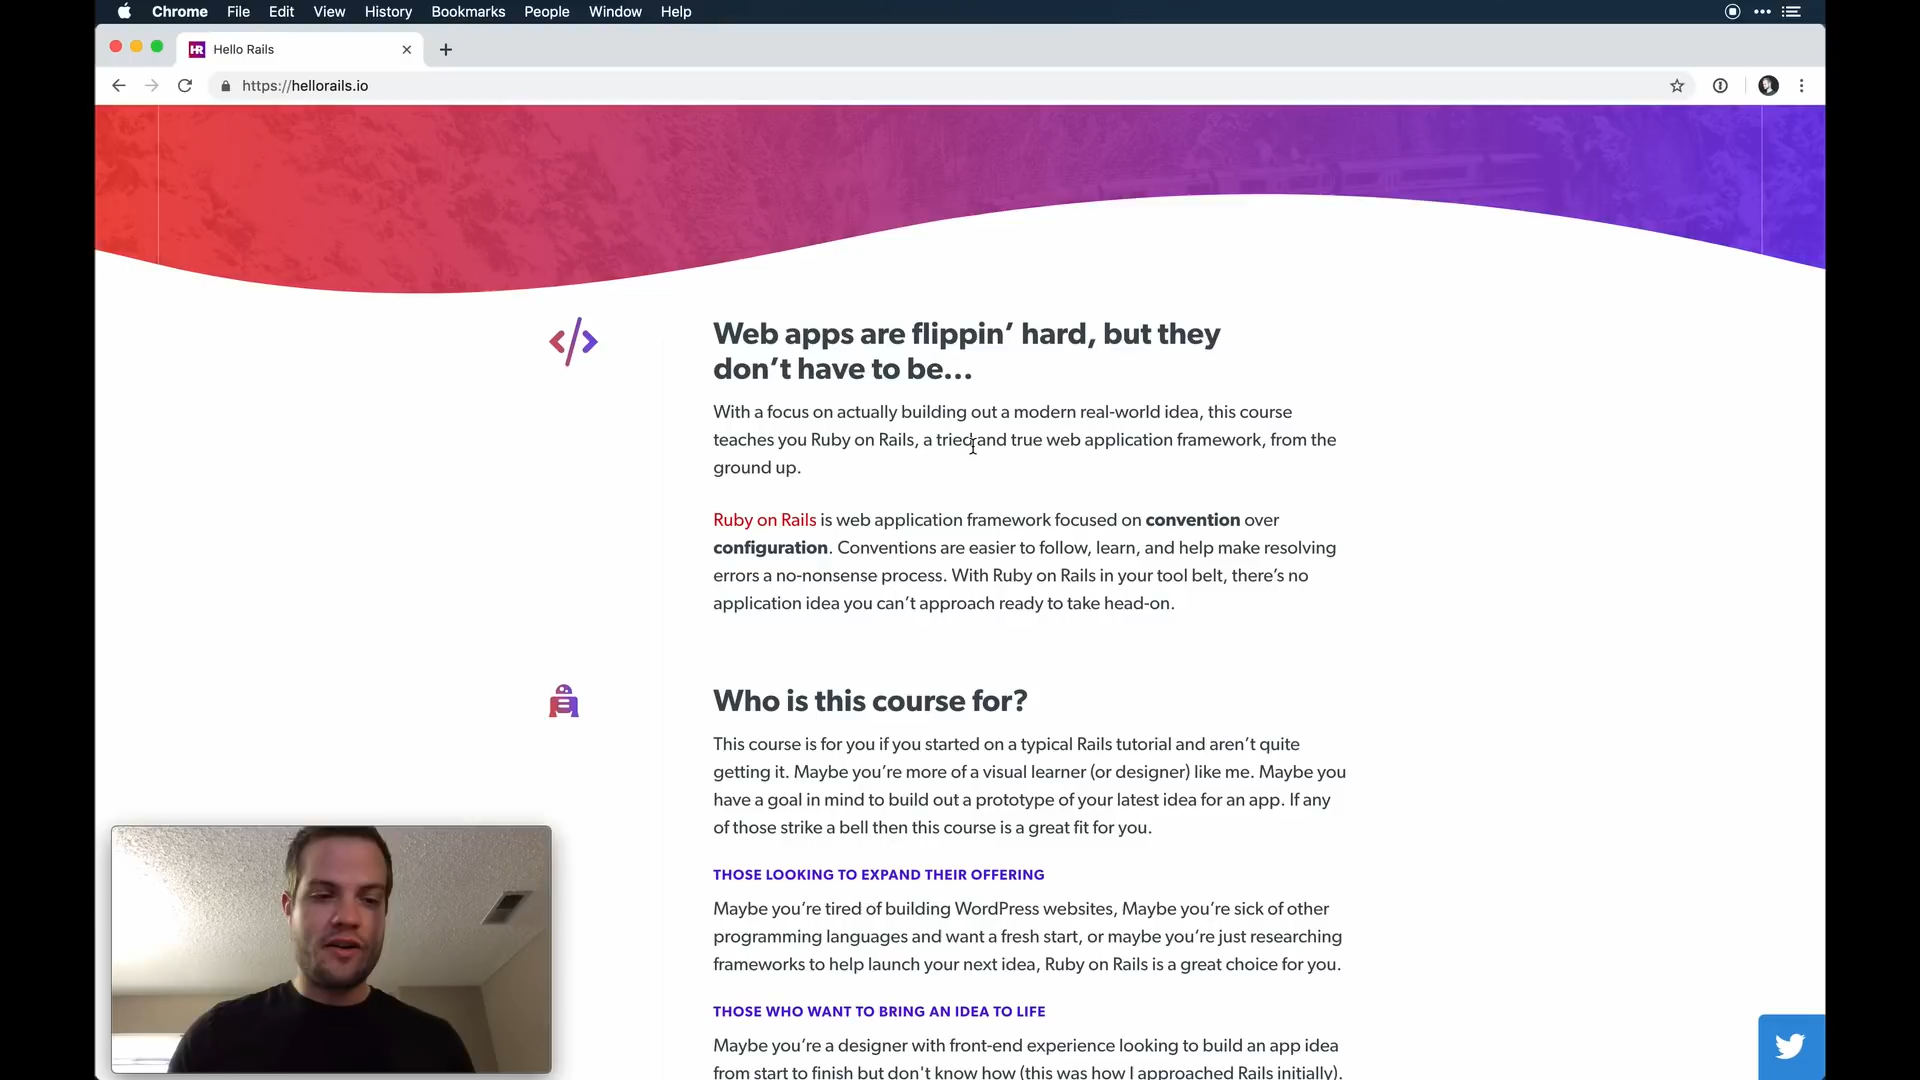 Chrome File Edit View History Bookmarks People Window Help
HR Hello Rails
https://hellorails.io
Web apps are flippin’ hard, but they
don’t have to be...
With a focus on actually building out a modern real-world idea, this course
teaches you Ruby on Rails, a tried and true web application framework, from the
ground up.
Ruby on Rails is web application framework focused on convention over
configuration. Conventions are easier to follow, learn, and help make resolving
errors a no-nonsense process. With Ruby on Rails in your tool belt, there’s no
application idea you can’t approach ready to take head-on.
Who is this course for?
This course is for you if you started on a typical Rails tutorial and aren’t quite
getting it. Maybe you’re more of a visual learner (or designer) like me. Maybe you
have a goal in mind to build out a prototype of your latest idea for an app. If any
of those strike a bell then this course is a great fit for you.
THOSE LOOKING TO EXPAND THEIR OFFERING
Maybe you’re tired of building WordPress websites, Maybe you’re sick of other
programming languages and want a fresh start, or maybe you’re just researching
frameworks to help launch your next idea, Ruby on Rails is a great choice for you.
THOSE WHO WANT TO BRING AN IDEA TO LIFE
Maybe you’re a designer with front-end experience looking to build an app idea
from start to finish but don't know how (this was how I approached Rails initially).